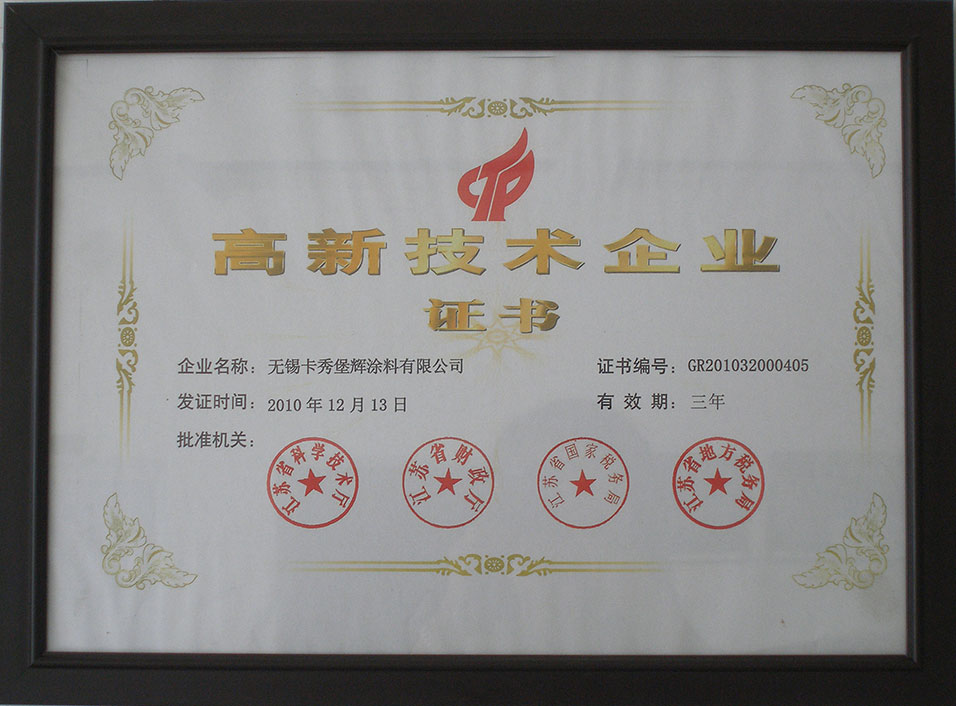 CTP
高新技术企业
证书
企业名称：无锡卡秀堡辉涂料有限公司
证书编号：GR201032000405
发证时间：2010年12月13日
有效期：三年
批准机关：
江苏省科学技术厅
江苏省财政厅
江苏省国家税务局
江苏省地方税务局